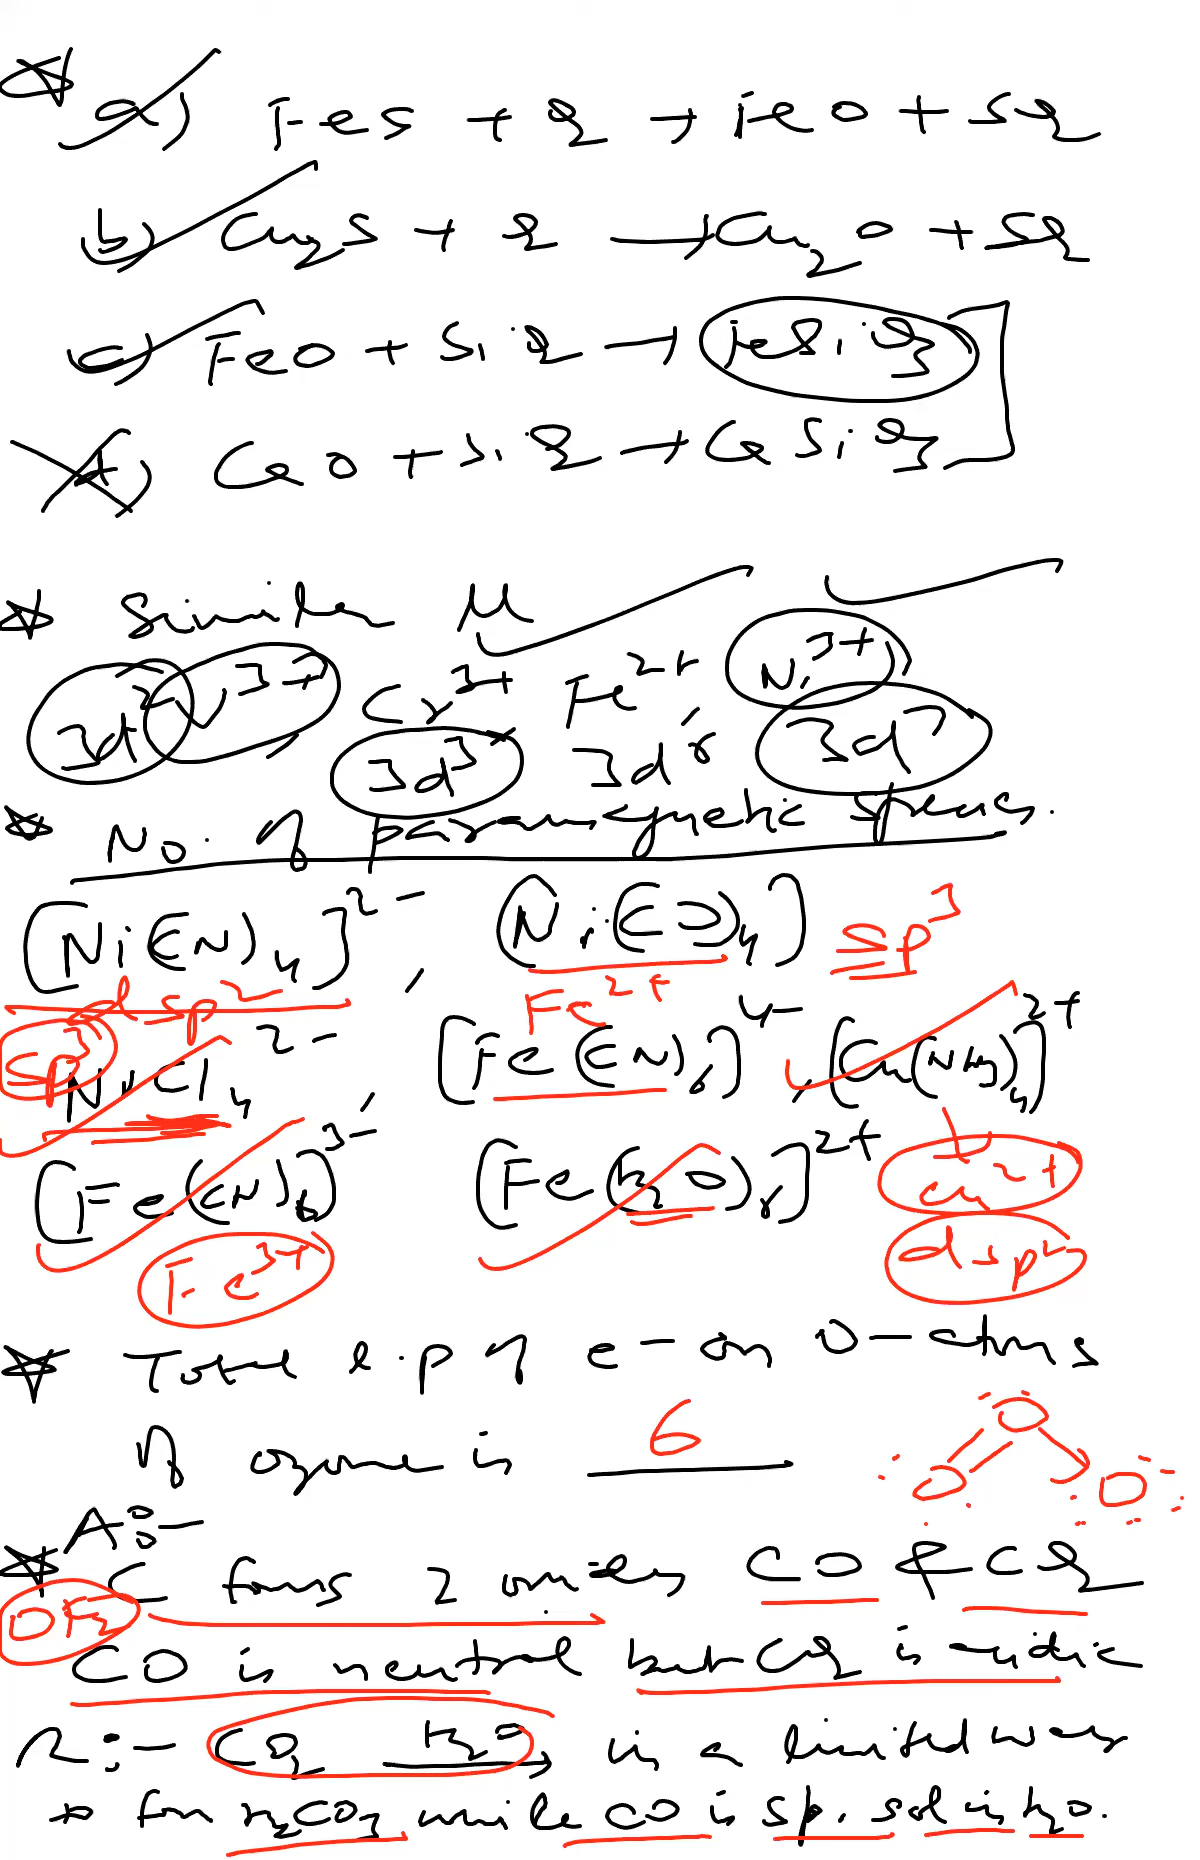 a) FeS + O2 → FeO + SO2
b) Cu2S + O2 → Cu2O + SO2
c) FeO + SiO2 → FeSiO3
d) CaO + SiO2 → CaSiO3
Similar μ
3d2 V3+, Cr3+ Fe2+, Ni3+
3d3 3d6 3d7
No. of paramagnetic species.
[Ni(CN)4]2-, [Ni(CO)4] sp3
dsp2 Fe2+
sp3 NiCl4 2-, [Fe(CN)6]4-, [Cu(NH3)4]2+
[Fe(CN)6]3- [Fe(H2O)6]2+ Cu2+
Fe3+ dsp2
Total l.p of e- on O-atoms
of ozone is 6 O O O
A:-
C forms 2 oxides CO & CO2
OF2
CO is neutral but CO2 is acidic
R:- CO2 H2O in a limited way
to form H2CO3 while CO is sp. sol in H2O.